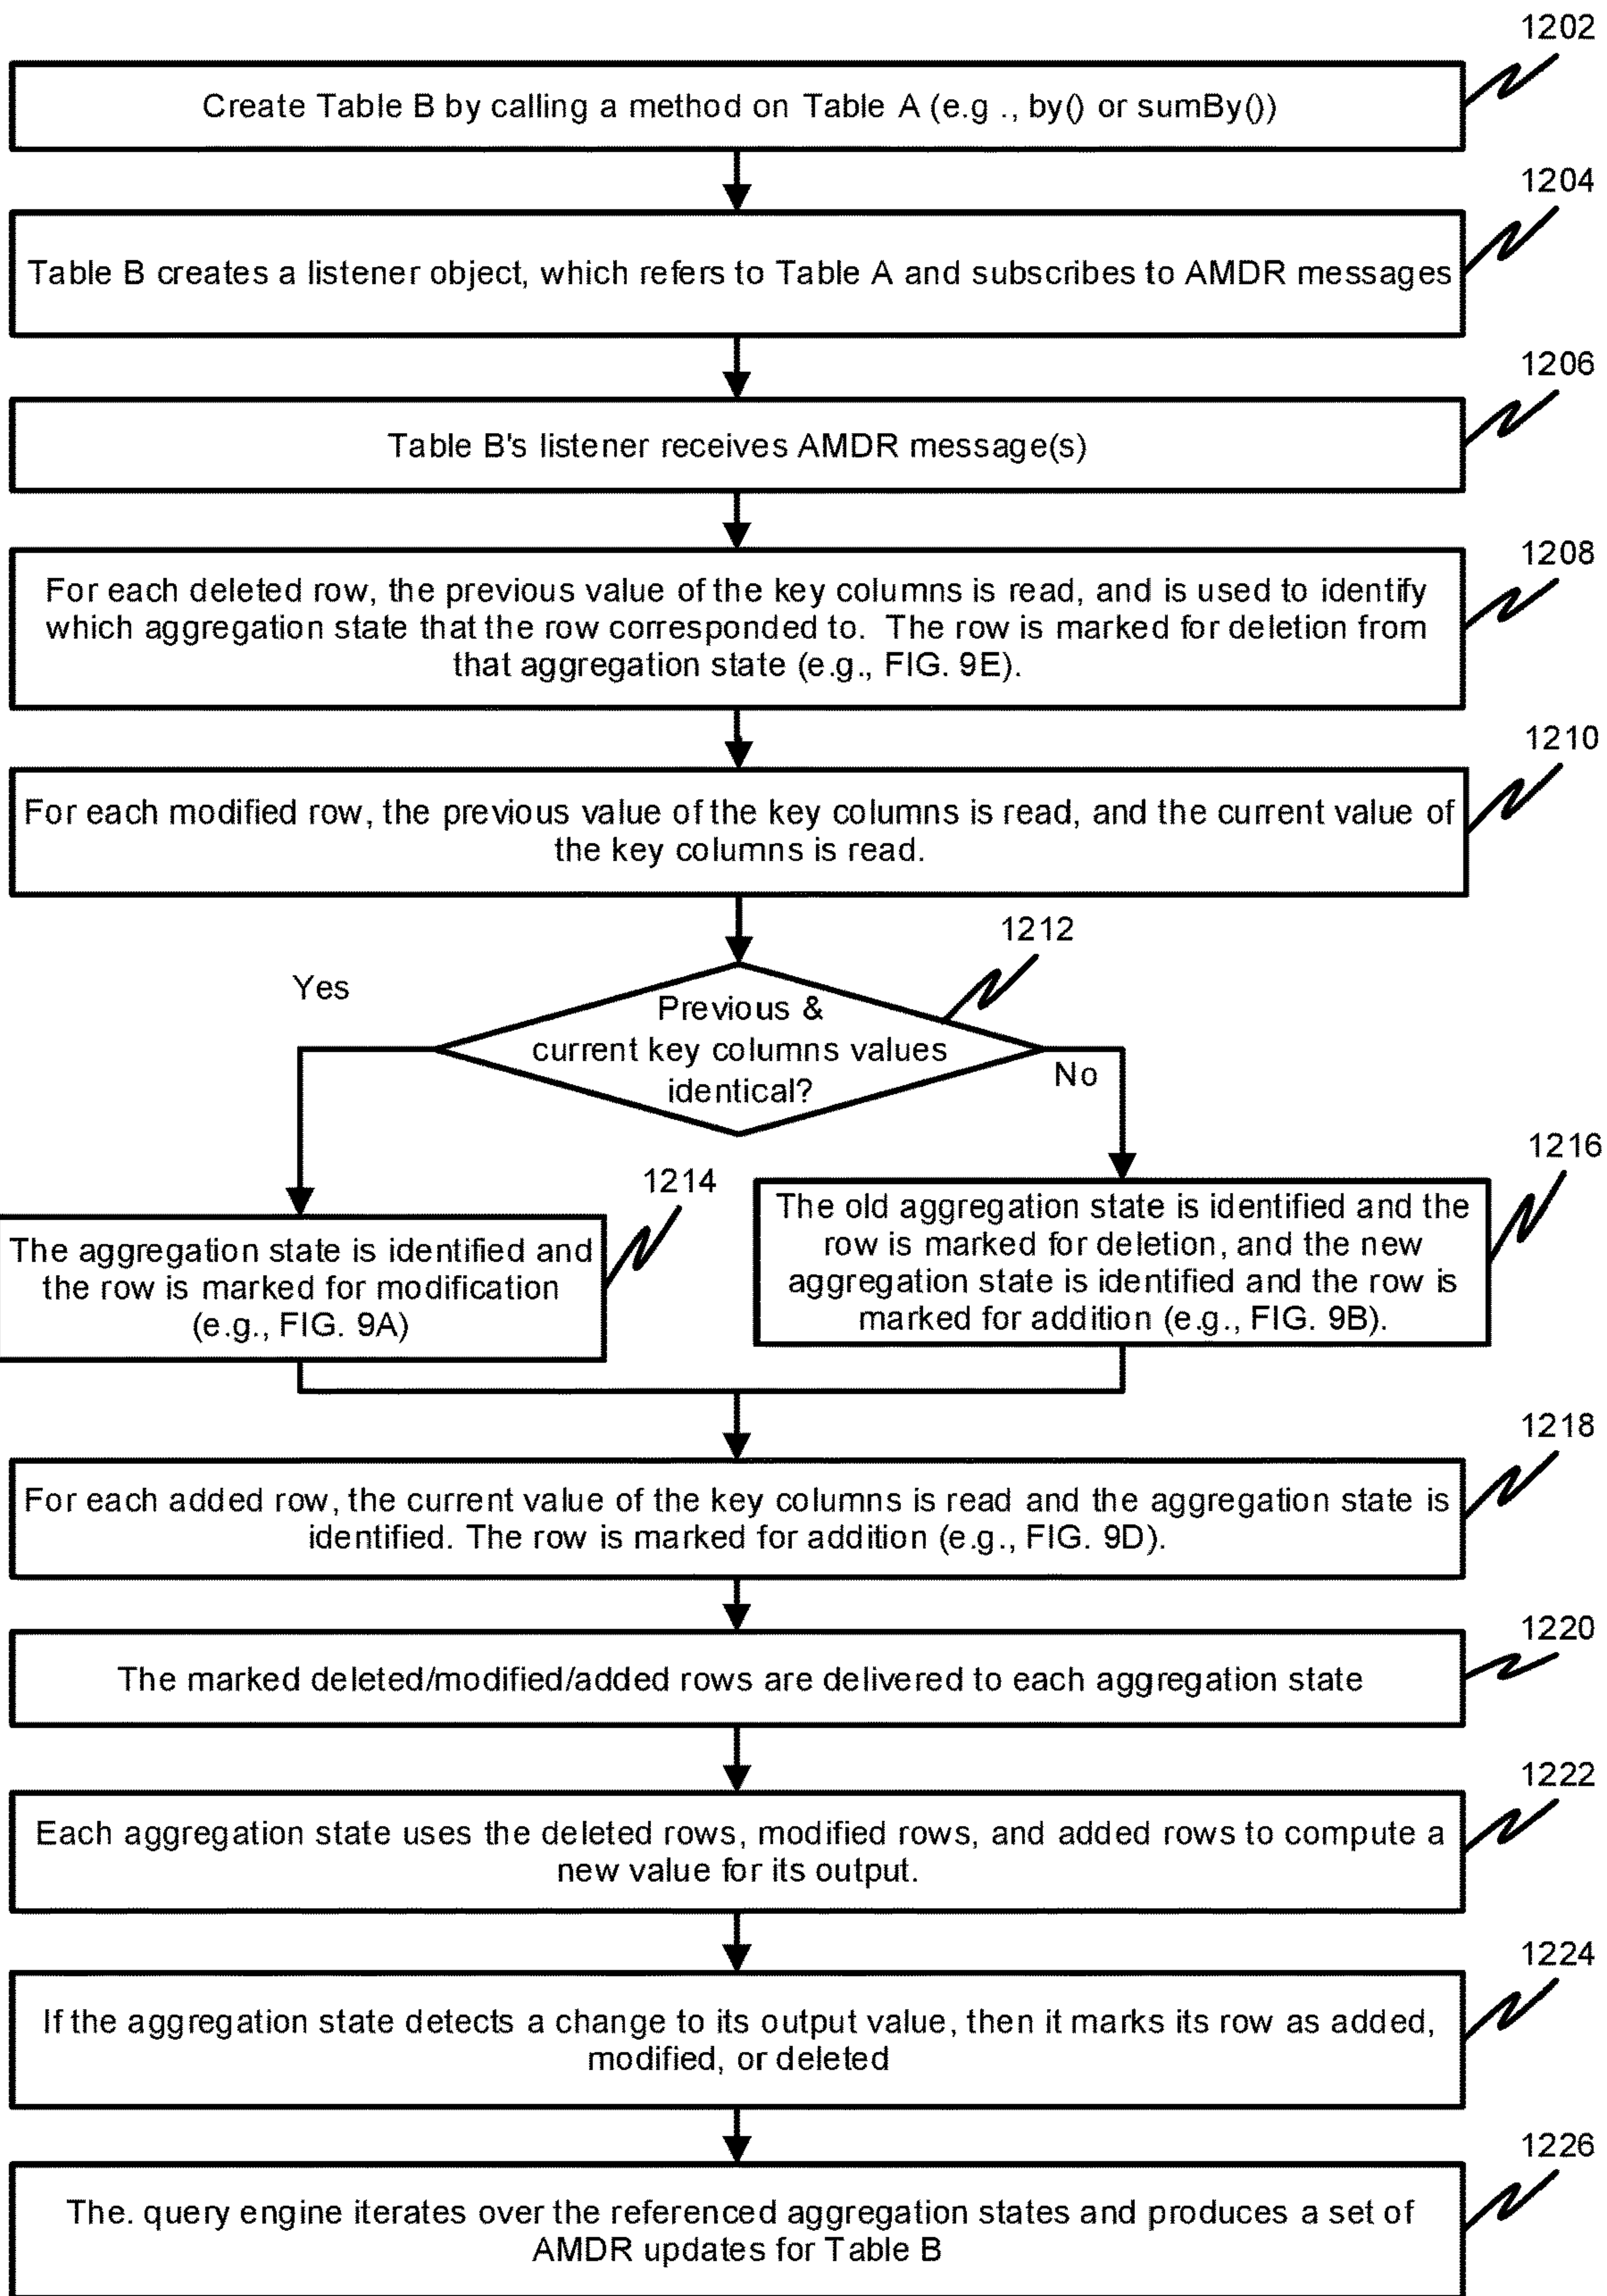 1202
Create Table B by calling a method on Table A (e.g ., by() or sumBy())
1204
Table B creates a listener object, which refers to Table A and subscribes to AMDR messages
1206
Table B's listener receives AMDR message(s)
1208
For each deleted row, the previous value of the key columns is read, and is used to identify
which aggregation state that the row corresponded to. The row is marked for deletion from
that aggregation state (e.g., FIG. 9E).
1210
For each modified row, the previous value of the key columns is read, and the current value of
the key columns is read.
1212
Yes
Previous &
current key columns values
identical?
No
1214
The aggregation state is identified and
the row is marked for modification
(e.g., FIG. 9A)
1216
The old aggregation state is identified and the
row is marked for deletion, and the new
aggregation state is identified and the row is
marked for addition (e.g., FIG. 9B).
1218
For each added row, the current value of the key columns is read and the aggregation state is
identified. The row is marked for addition (e.g., FIG. 9D).
1220
The marked deleted/modified/added rows are delivered to each aggregation state
1222
Each aggregation state uses the deleted rows, modified rows, and added rows to compute a
new value for its output.
1224
If the aggregation state detects a change to its output value, then it marks its row as added,
modified, or deleted
1226
The. query engine iterates over the referenced aggregation states and produces a set of
AMDR updates for Table B